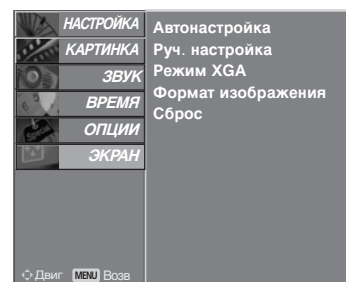 НАСТРОЙКА
КАРТИНКА
ЗВУК
ВРЕМЯ
ОПЦИИ
ЭКРАН
Автонастройка
Руч. настройка
Режим XGA
Формат изображения
Сброс
Двиг MENU Возв